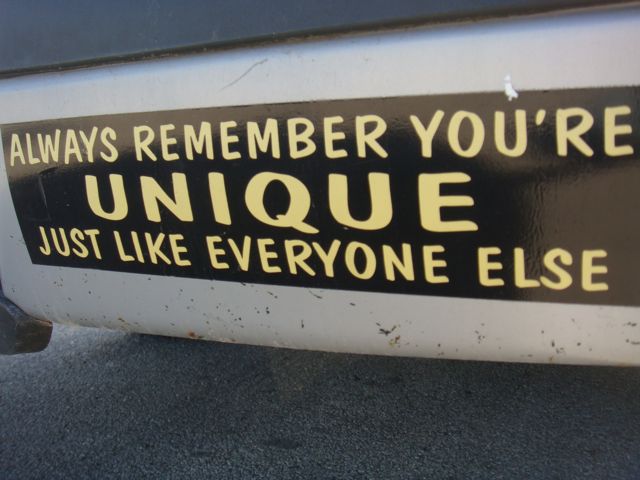 ALWAYS REMEMBER YOU'RE
UNIQUE
JUST LIKE EVERYONE ELSE